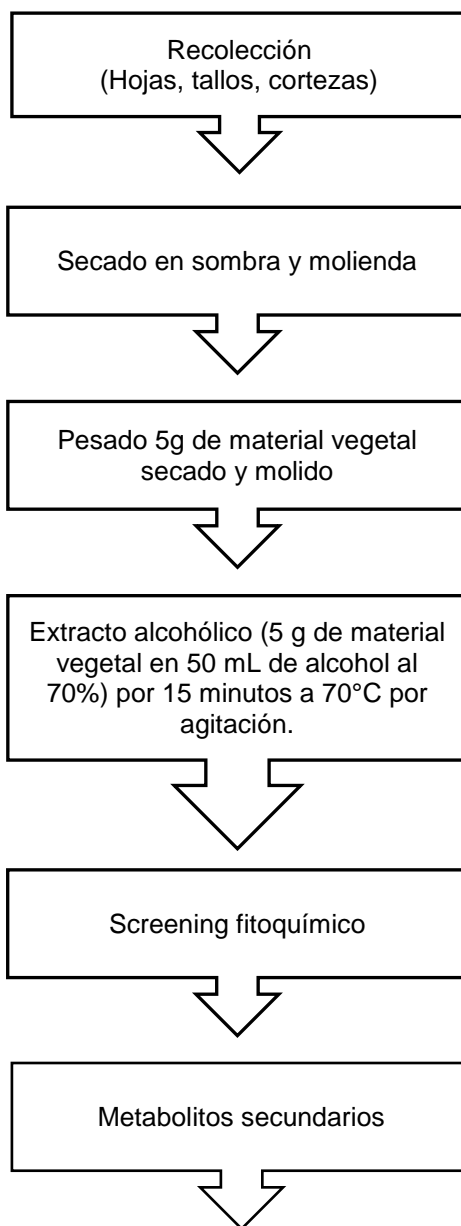 Recolección
(Hojas, tallos, cortezas)
Secado en sombra y molienda
Pesado 5g de material vegetal
secado y molido
Extracto alcohólico (5 g de material
vegetal en 50 mL de alcohol al
70%) por 15 minutos a 70°C por
agitación.
Screening fitoquímico
Metabolitos secundarios